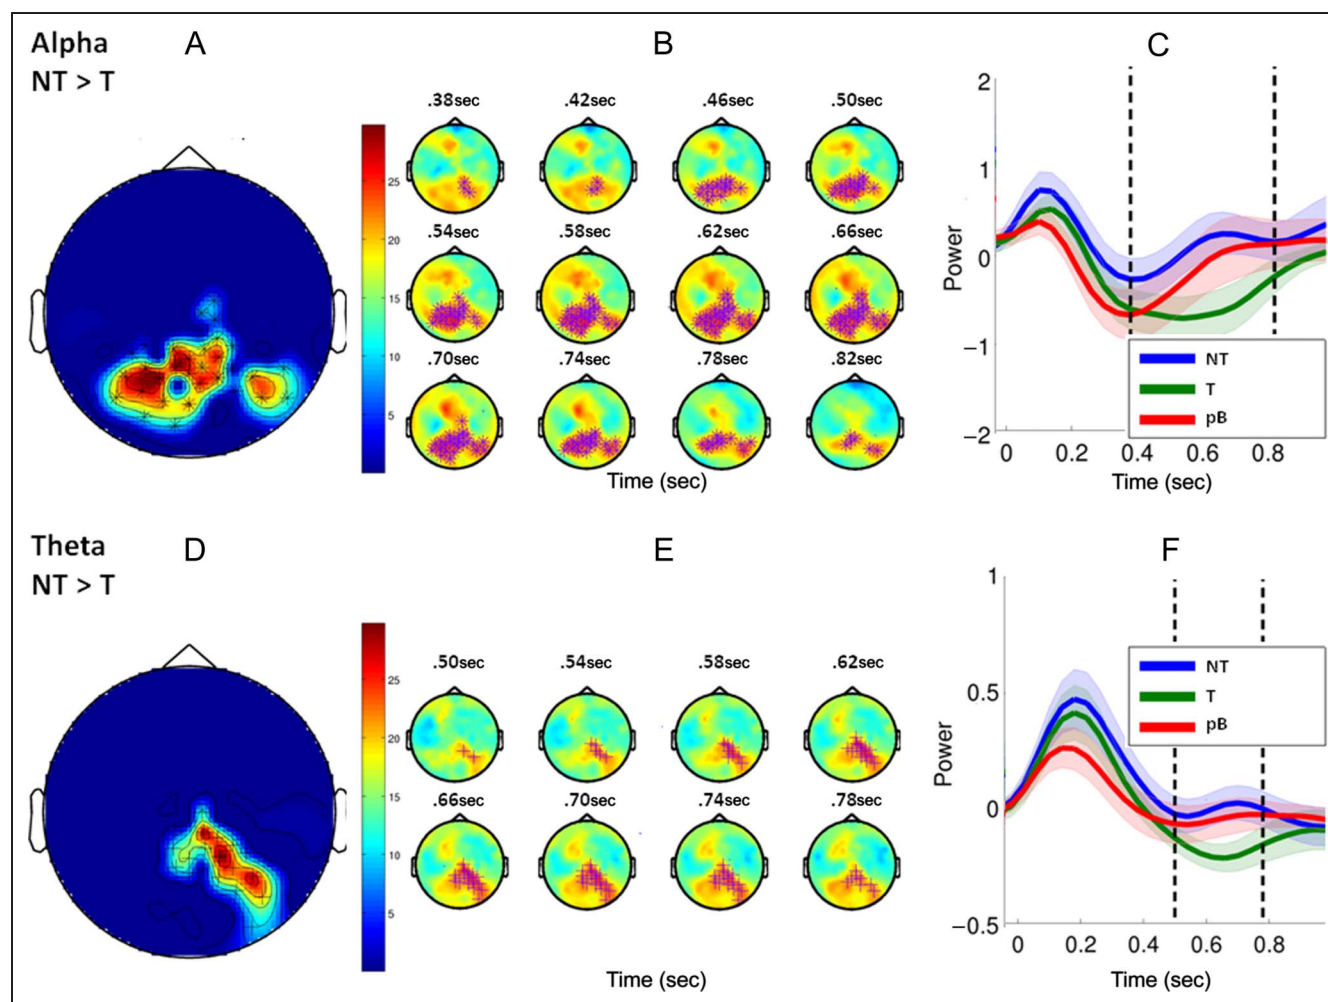 Alpha
NT > T
A
B
C
.38sec .42sec .46sec .50sec
.54sec .58sec .62sec .66sec
.70sec .74sec .78sec .82sec
Time (sec)
25
20
15
10
5
2
1
0
−1
−2
Power
NT
T
pB
0 0.2 0.4 0.6 0.8
Time (sec)
Theta
NT > T
D
E
F
.50sec .54sec .58sec .62sec
.66sec .70sec .74sec .78sec
Time (sec)
25
20
15
10
5
1
0.5
0
−0.5
Power
NT
T
pB
0 0.2 0.4 0.6 0.8
Time (sec)